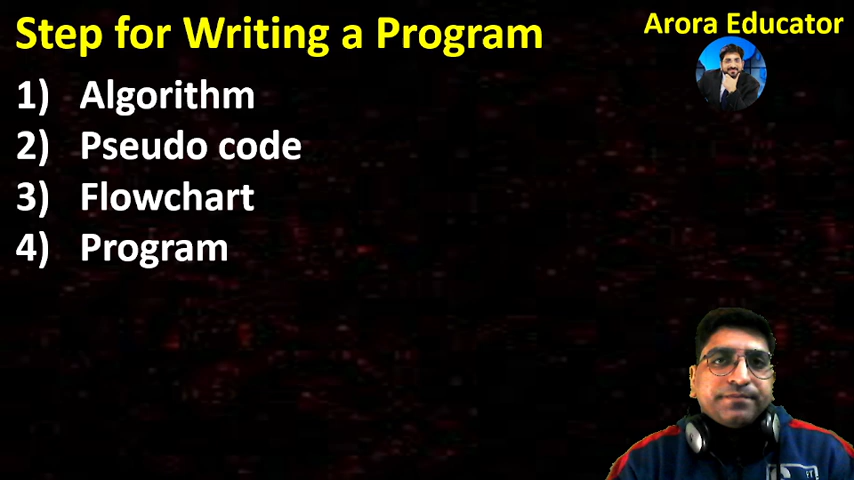 Step for Writing a Program
Arora Educator
1) Algorithm
2) Pseudo code
3) Flowchart
4) Program